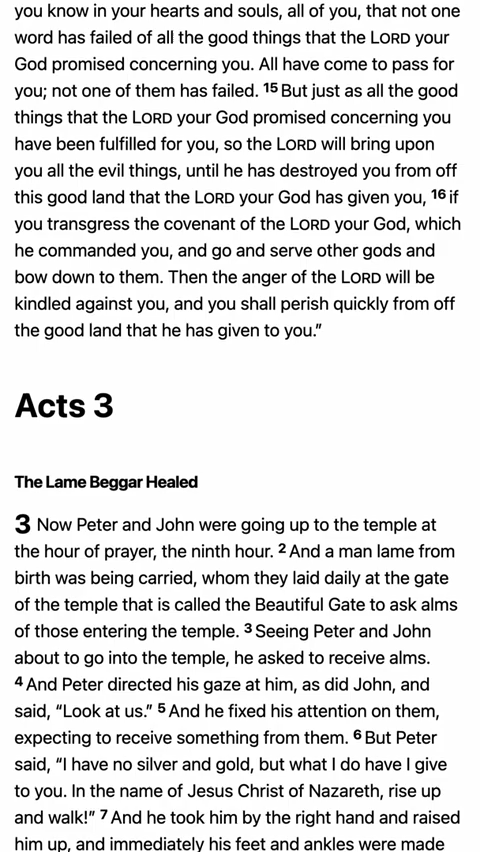 you know in your hearts and souls, all of you, that not one
word has failed of all the good things that the LORD your
God promised concerning you. All have come to pass for
you; not one of them has failed. 15 But just as all the good
things that the LORD your God promised concerning you
have been fulfilled for you, so the LORD will bring upon
you all the evil things, until he has destroyed you from off
this good land that the LORD your God has given you, 16 if
you transgress the covenant of the LORD your God, which
he commanded you, and go and serve other gods and
bow down to them. Then the anger of the LORD will be
kindled against you, and you shall perish quickly from off
the good land that he has given to you.”
Acts 3
The Lame Beggar Healed
3 Now Peter and John were going up to the temple at
the hour of prayer, the ninth hour. 2 And a man lame from
birth was being carried, whom they laid daily at the gate
of the temple that is called the Beautiful Gate to ask alms
of those entering the temple. 3 Seeing Peter and John
about to go into the temple, he asked to receive alms.
4 And Peter directed his gaze at him, as did John, and
said, “Look at us.” 5 And he fixed his attention on them,
expecting to receive something from them. 6 But Peter
said, “I have no silver and gold, but what I do have I give
to you. In the name of Jesus Christ of Nazareth, rise up
and walk!” 7 And he took him by the right hand and raised
him up, and immediately his feet and ankles were made